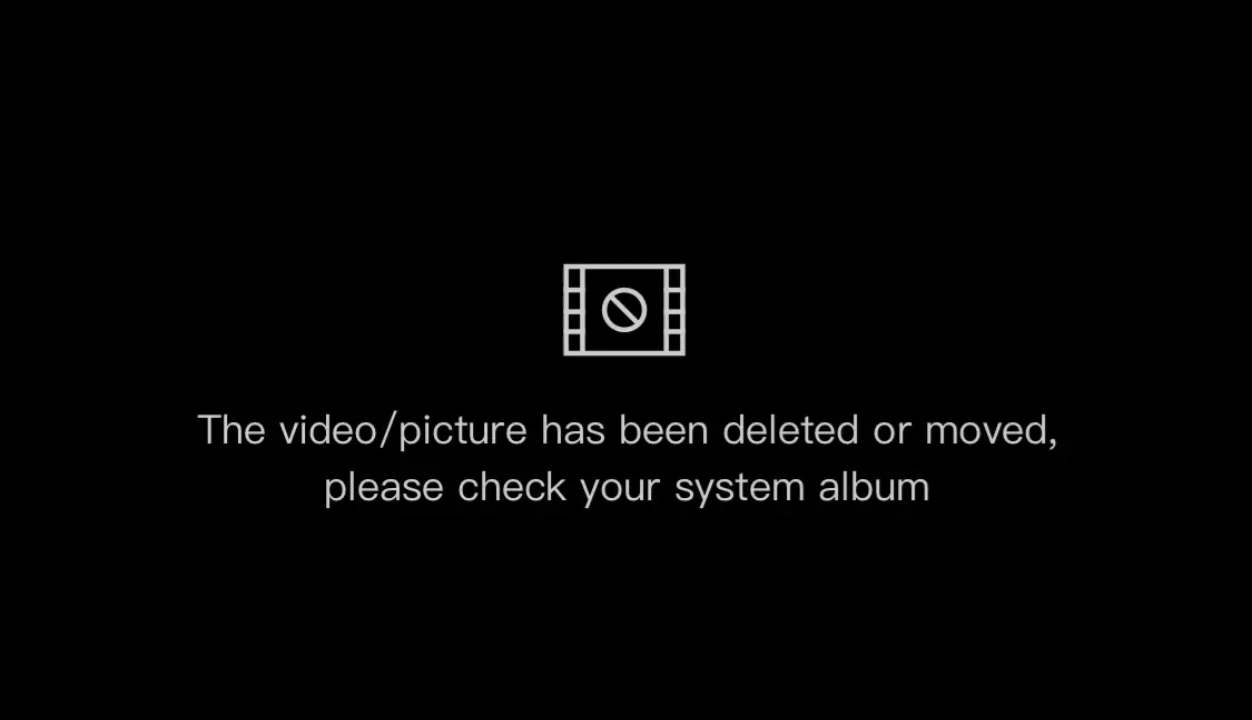 The video/picture has been deleted or moved,
please check your system album